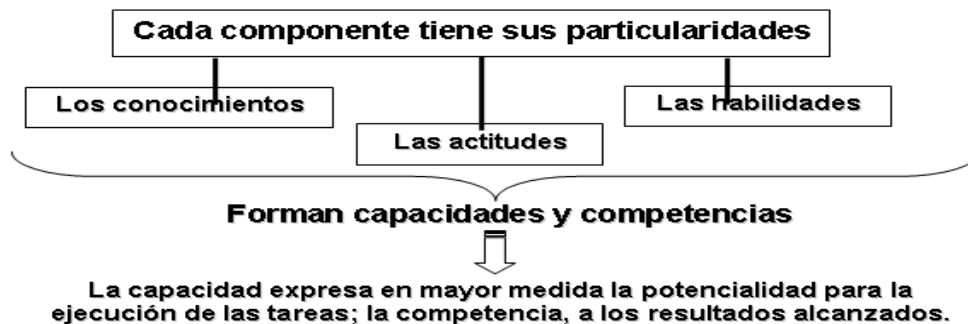 Cada componente tiene sus particularidades
Los conocimientos
Las habilidades
Las actitudes
Forman capacidades y competencias
La capacidad expresa en mayor medida la potencialidad para la
ejecución de las tareas; la competencia, a los resultados alcanzados.